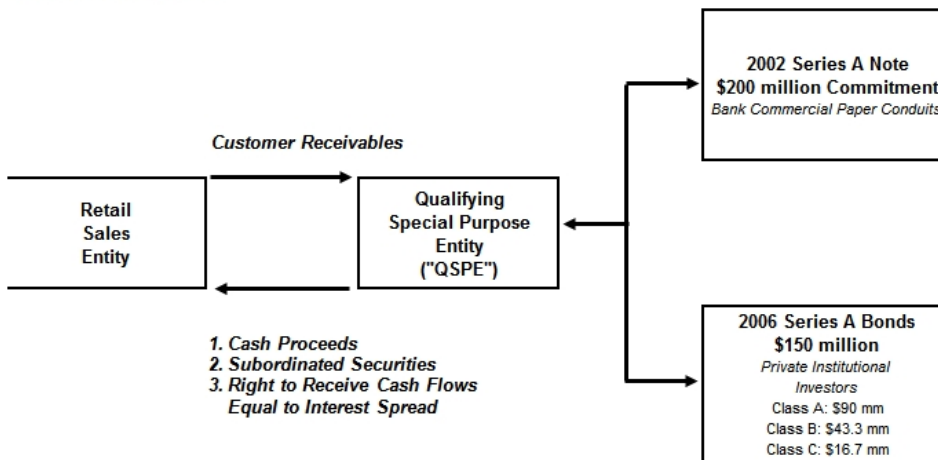 2002 Series A Note
$200 million Commitment
Bank Commercial Paper Conduits
Customer Receivables
Retail
Sales
Entity
Qualifying
Special Purpose
Entity
("QSPE")
1. Cash Proceeds
2. Subordinated Securities
3. Right to Receive Cash Flows
Equal to Interest Spread
2006 Series A Bonds
$150 million
Private Institutional
Investors
Class A: $90 mm
Class B: $43.3 mm
Class C: $16.7 mm